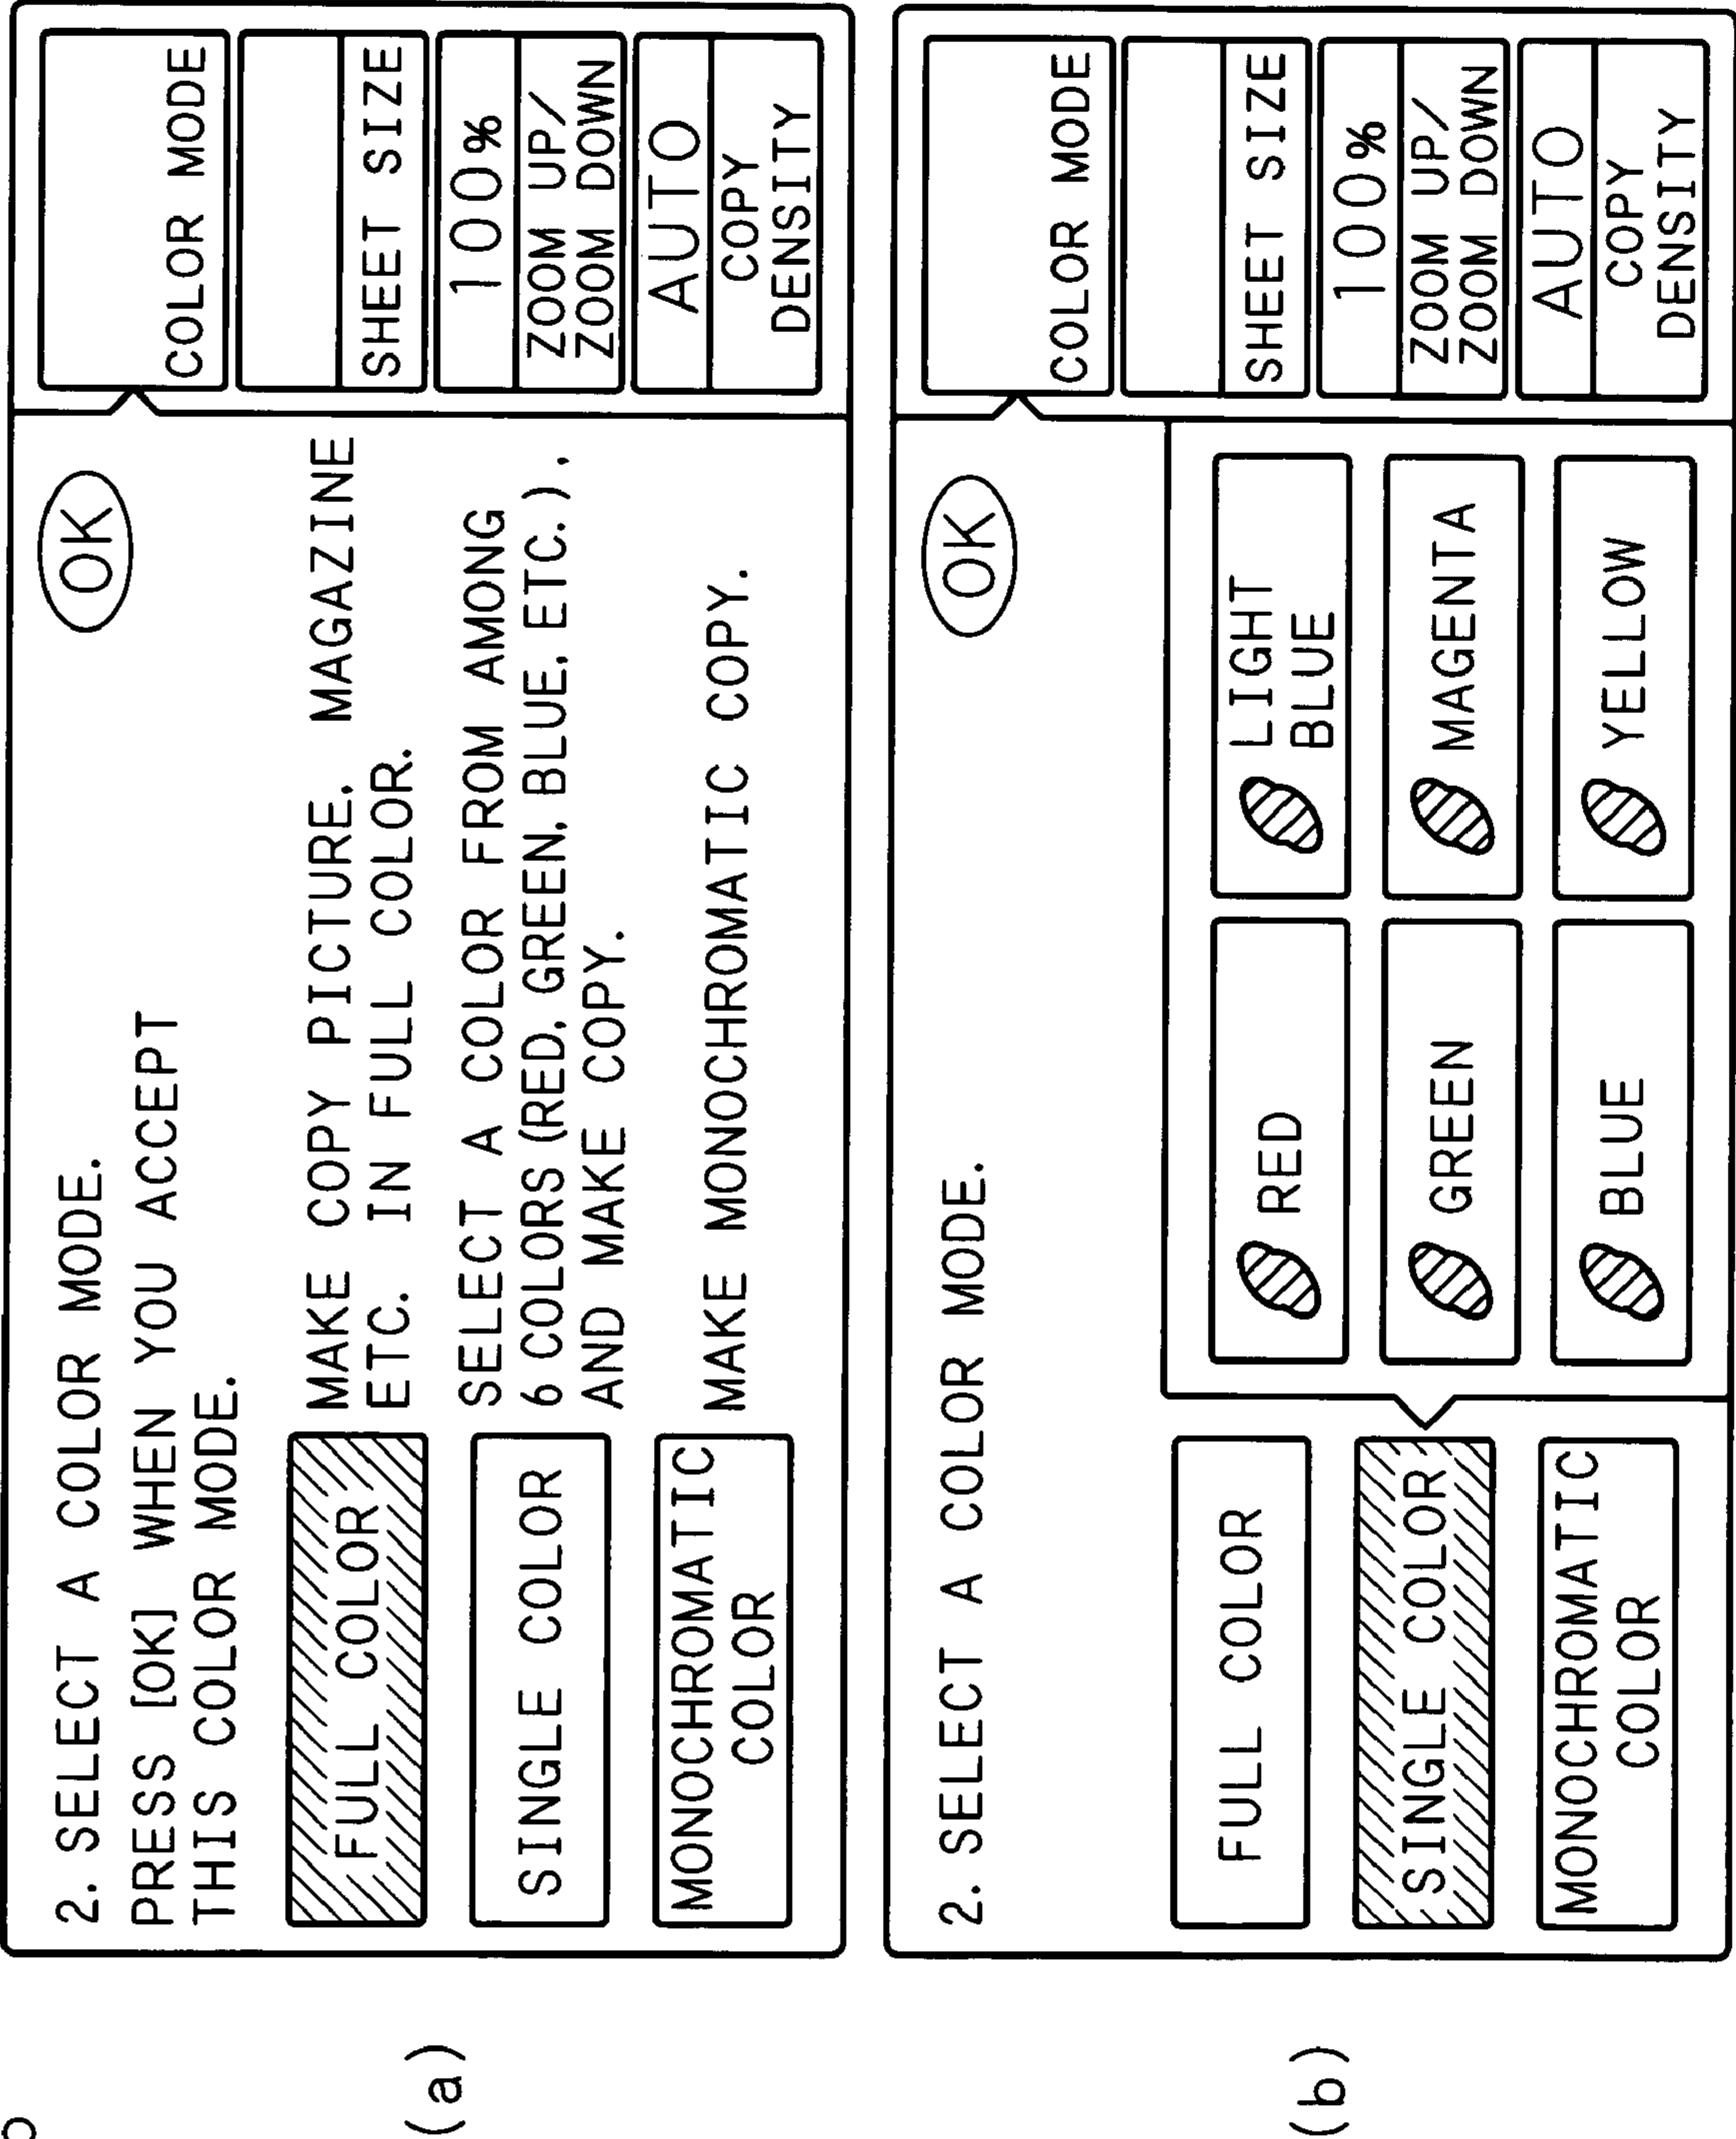 (a)
2. SELECT A COLOR MODE.
OK
PRESS [OK] WHEN YOU ACCEPT
THIS COLOR MODE.
FULL COLOR
MAKE COPY PICTURE, MAGAZINE
ETC. IN FULL COLOR.
SINGLE COLOR
SELECT A COLOR FROM AMONG
6 COLORS (RED, GREEN, BLUE, ETC.).
AND MAKE COPY.
MONOCHROMATIC
COLOR
MAKE MONOCHROMATIC COPY.
COLOR MODE
SHEET SIZE
100%
ZOOM UP/
ZOOM DOWN
AUTO
COPY
DENSITY
(b)
2. SELECT A COLOR MODE.
OK
FULL COLOR
SINGLE COLOR
MONOCHROMATIC
COLOR
RED
LIGHT
BLUE
GREEN
MAGENTA
BLUE
YELLOW
COLOR MODE
SHEET SIZE
100%
ZOOM UP/
ZOOM DOWN
AUTO
COPY
DENSITY